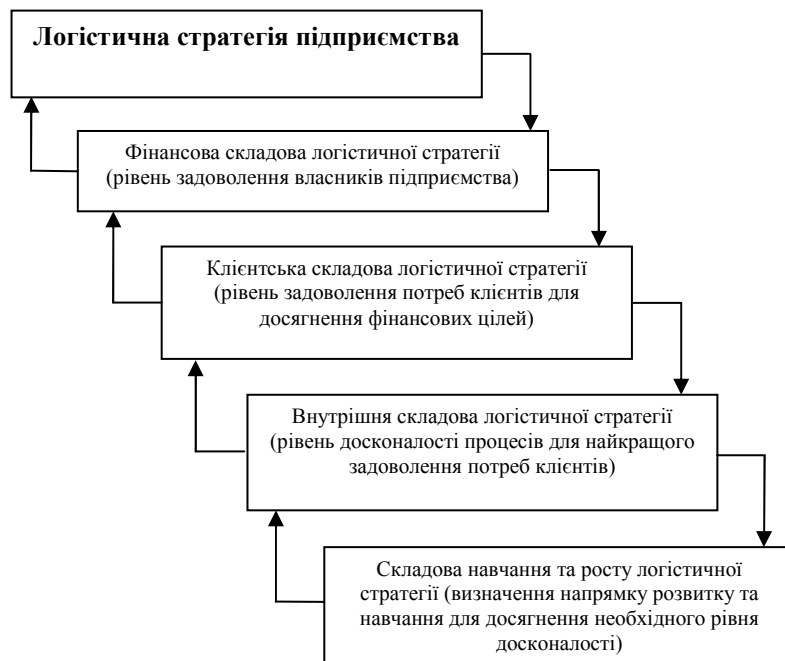 Логістична стратегія підприємства
Фінансова складова логістичної стратегії
(рівень задоволення власників підприємства)
Клієнтська складова логістичної стратегії
(рівень задоволення потреб клієнтів для
досягнення фінансових цілей)
Внутрішня складова логістичної стратегії
(рівень досконалості процесів для найкращого
задоволення потреб клієнтів)
Складова навчання та росту логістичної
стратегії (визначення напрямку розвитку та
навчання для досягнення необхідного рівня
досконалості)